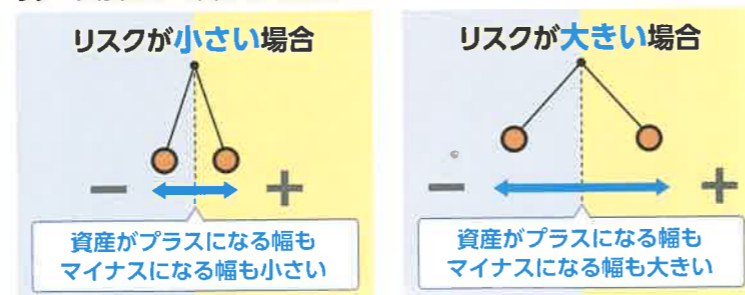 リスクが小さい場合
− +
資産がプラスになる幅も
マイナスになる幅も小さい
リスクが大きい場合
− +
資産がプラスになる幅も
マイナスになる幅も大きい